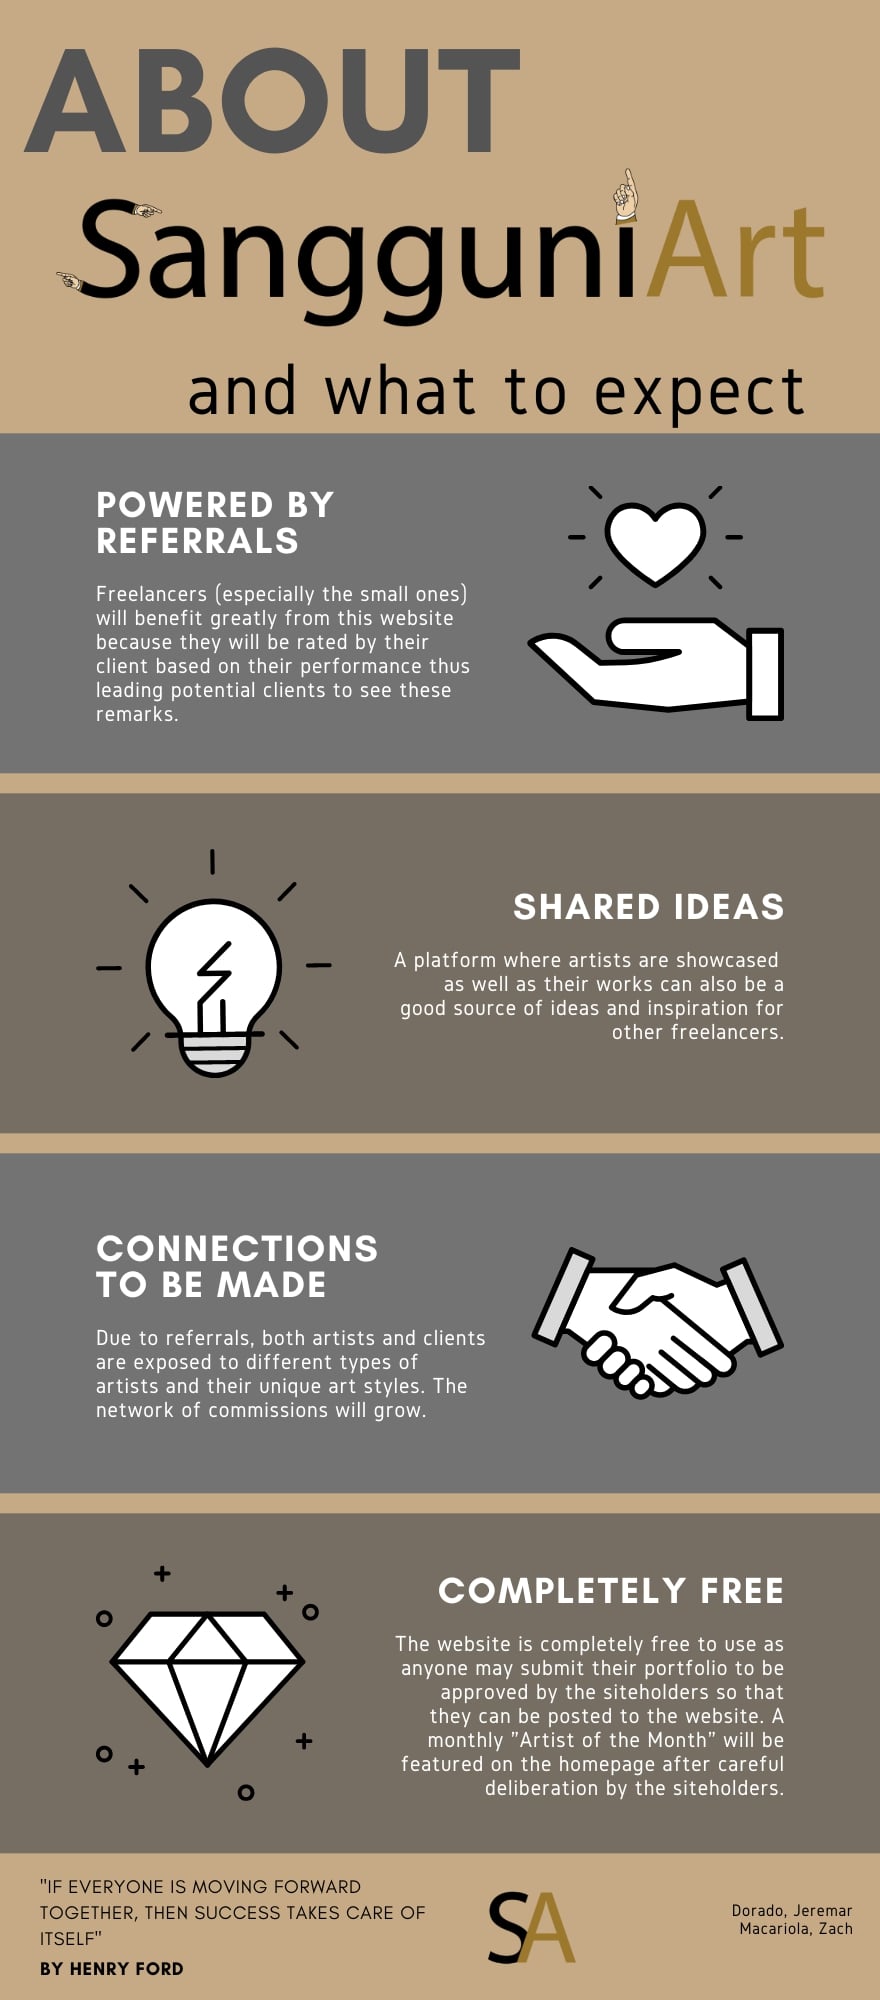 ABOUT
SangguniArt
and what to expect
POWERED BY
REFERRALS
Freelancers (especially the small ones)
will benefit greatly from this website
because they will be rated by their
client based on their performance thus
leading potential clients to see these
remarks.
SHARED IDEAS
A platform where artists are showcased
as well as their works can also be a
good source of ideas and inspiration for
other freelancers.
CONNECTIONS
TO BE MADE
Due to referrals, both artists and clients
are exposed to different types of
artists and their unique art styles. The
network of commissions will grow.
COMPLETELY FREE
The website is completely free to use as
anyone may submit their portfolio to be
approved by the siteholders so that
they can be posted to the website. A
monthly "Artist of the Month" will be
featured on the homepage after careful
deliberation by the siteholders.
"IF EVERYONE IS MOVING FORWARD
TOGETHER, THEN SUCCESS TAKES CARE OF
ITSELF"
BY HENRY FORD
SA
Dorado, Jeremar
Macariola, Zach